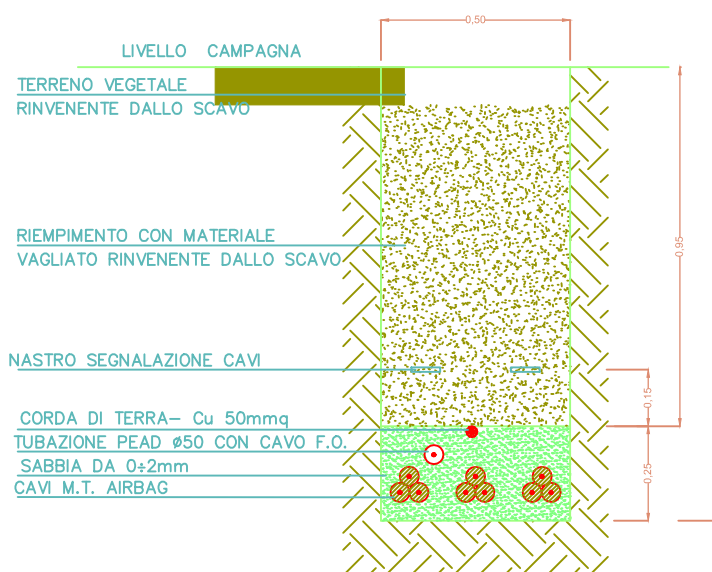 0,50
LIVELLO CAMPAGNA
TERRENO VEGETALE
RINVENENTE DALLO SCAVO
RIEMPIMENTO CON MATERIALE
VAGLIATO RINVENENTE DALLO SCAVO
0,95
NASTRO SEGNALAZIONE CAVI
0,15
CORDA DI TERRA- Cu 50mmq
TUBAZIONE PEAD ø50 CON CAVO F.O.
SABBIA DA 0÷2mm
0,25
CAVI M.T. AIRBAG